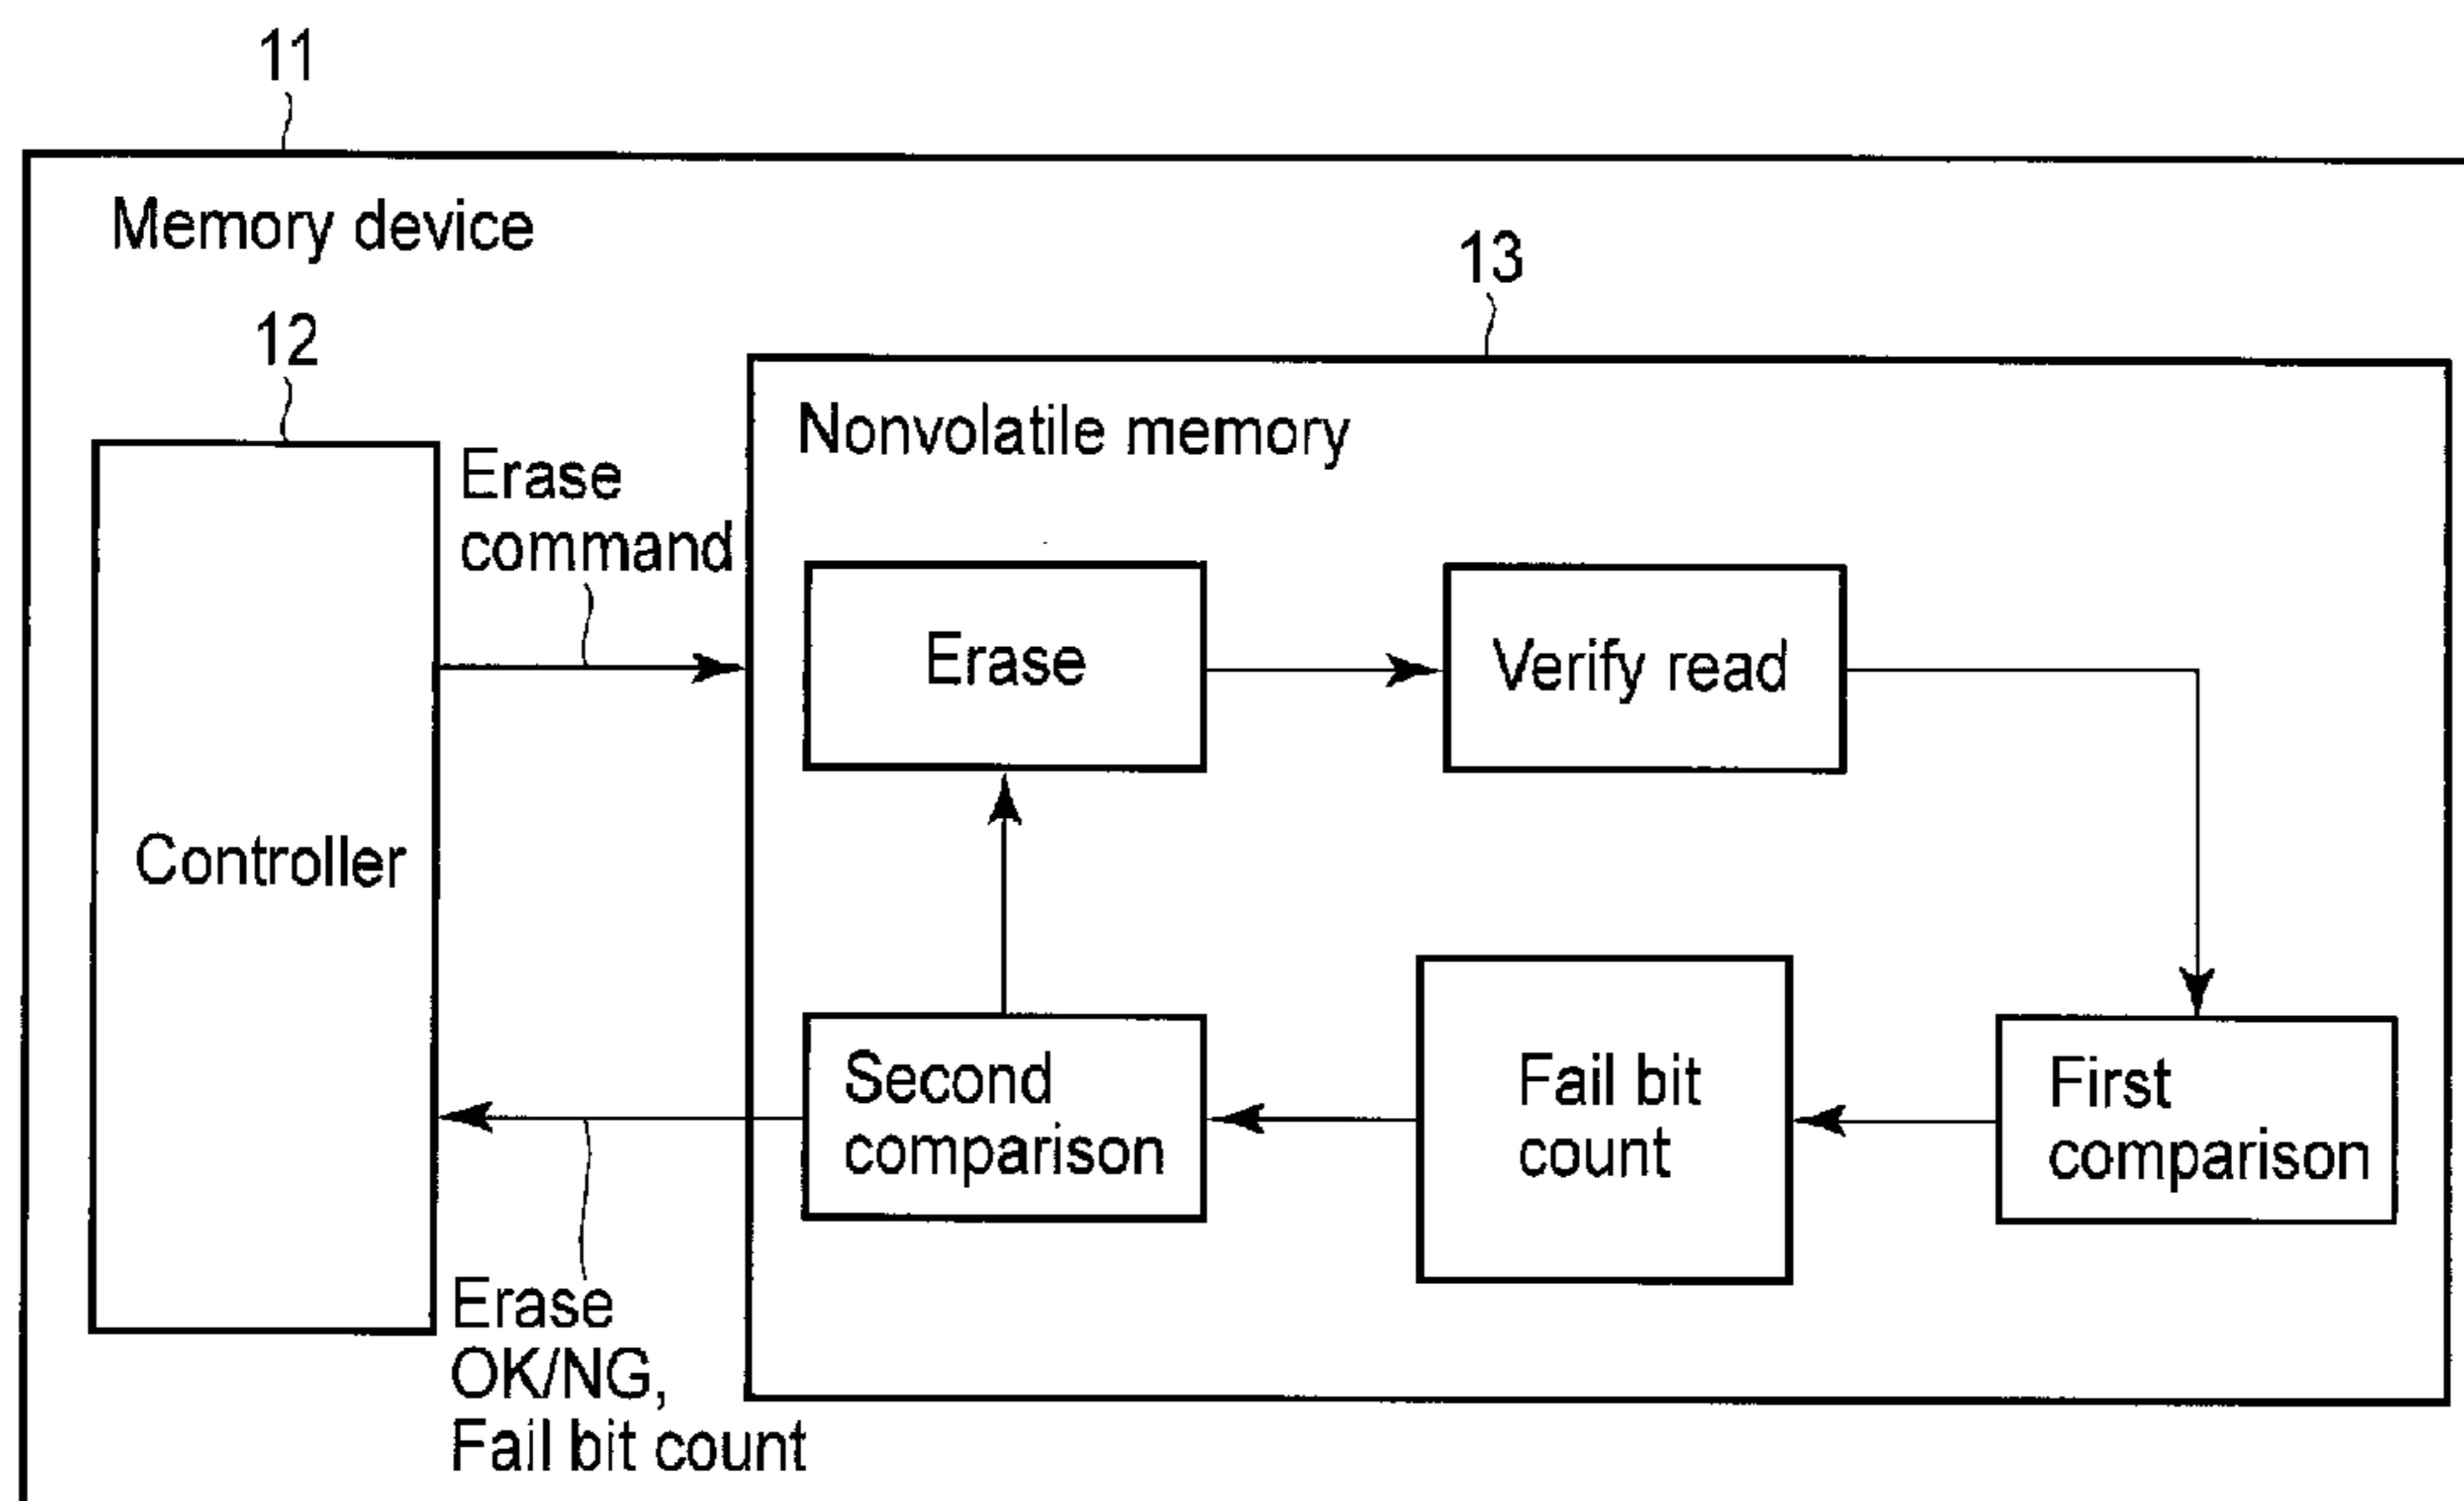 11
Memory device
13
12
Nonvolatile memory
Erase
command
Erase
Verify read
Controller
Second
comparison
Fail bit
count
First
comparison
Erase
OK/NG,
Fail bit count